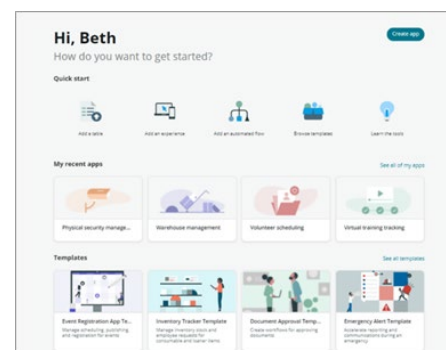 Hi, Beth
Create app
How do you want to get started?
Quick start
Add a table
Add an experience
Add an automated flow
Browse templates
Learn the tools
My recent apps
See all of my apps
Physical security manage...
Warehouse management
Volunteer scheduling
Virtual training tracking
Templates
See all templates
Event Registration App Te...
Inventory Tracker Template
Document Approval Temp...
Emergency Alert Template
Manage scheduling, publishing
and registration for events
Manage inventory stock and
employee requests for
consumable and loaner items
Create workflows for approving
documents
Accelerate reporting and
communications during an
emergency